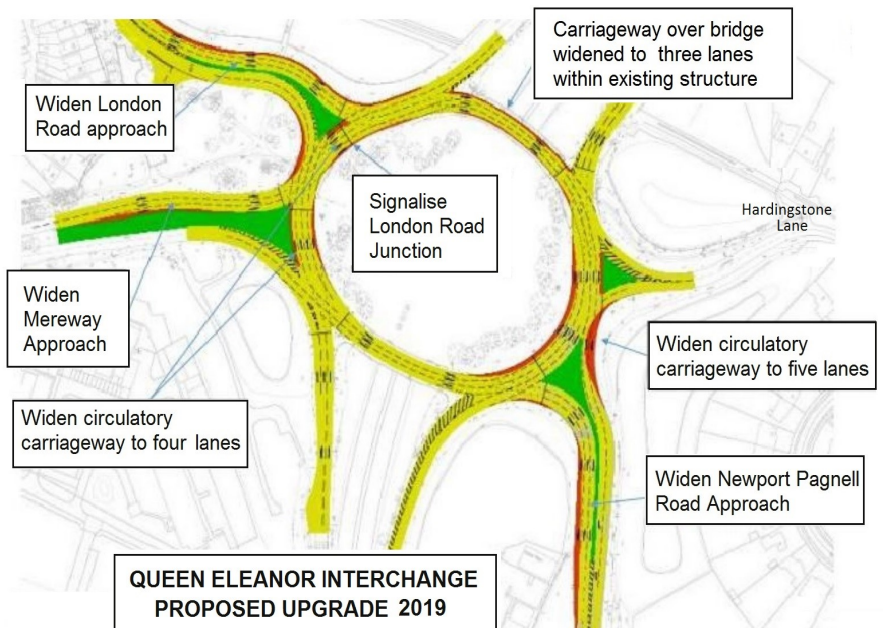 Carriageway over bridge
widened to three lanes
within existing structure
Widen London
Road approach
Signalise
London Road
Junction
Hardingstone
Lane
Widen
Mereway
Approach
Widen circulatory
carriageway to five lanes
Widen circulatory
carriageway to four lanes
Widen Newport Pagnell
Road Approach
QUEEN ELEANOR INTERCHANGE
PROPOSED UPGRADE 2019